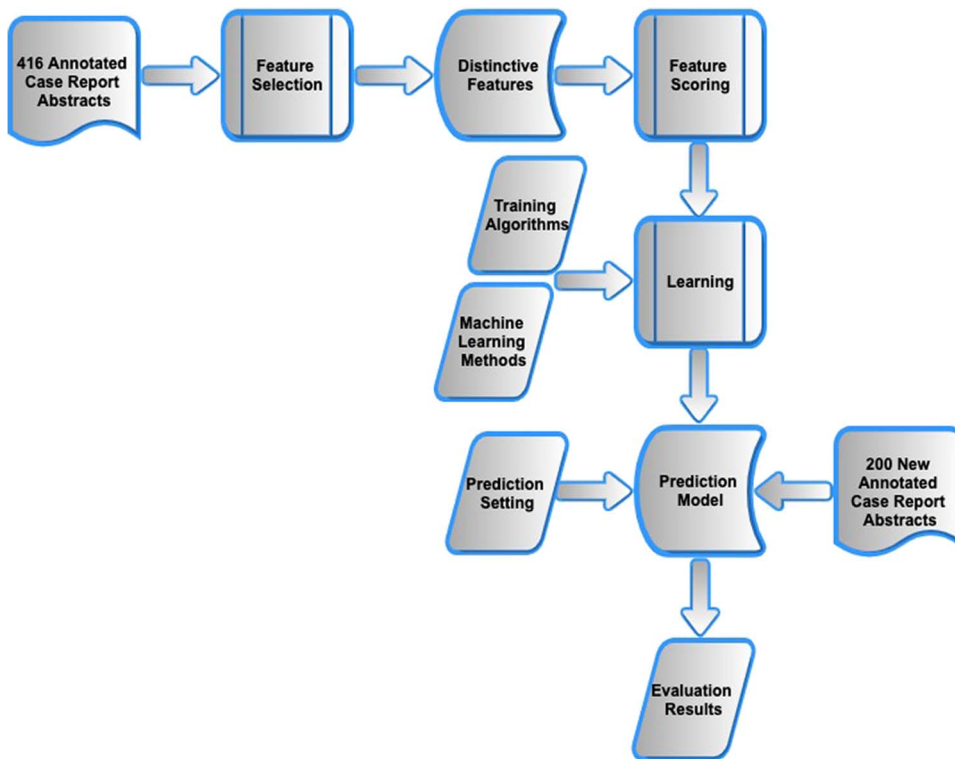 416 Annotated
Case Report
Abstracts
Feature
Selection
Distinctive
Features
Feature
Scoring
Training
Algorithms
Learning
Machine
Learning
Methods
Prediction
Setting
Prediction
Model
200 New
Annotated
Case Report
Abstracts
Evaluation
Results